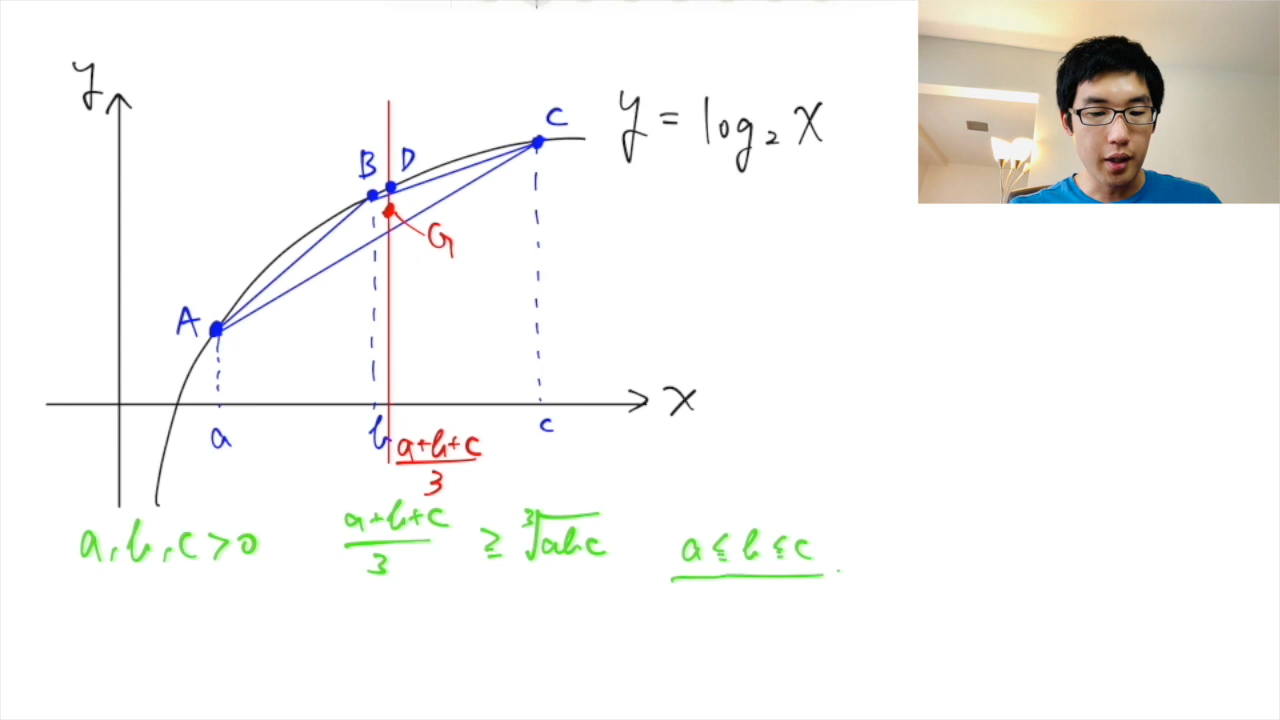 y
y = log₂ x
C
B D
G
A
x
a b c
a+b+c/3
a, b, c > 0 a+b+c/3 ≥ ∛abc a ≤ b ≤ c